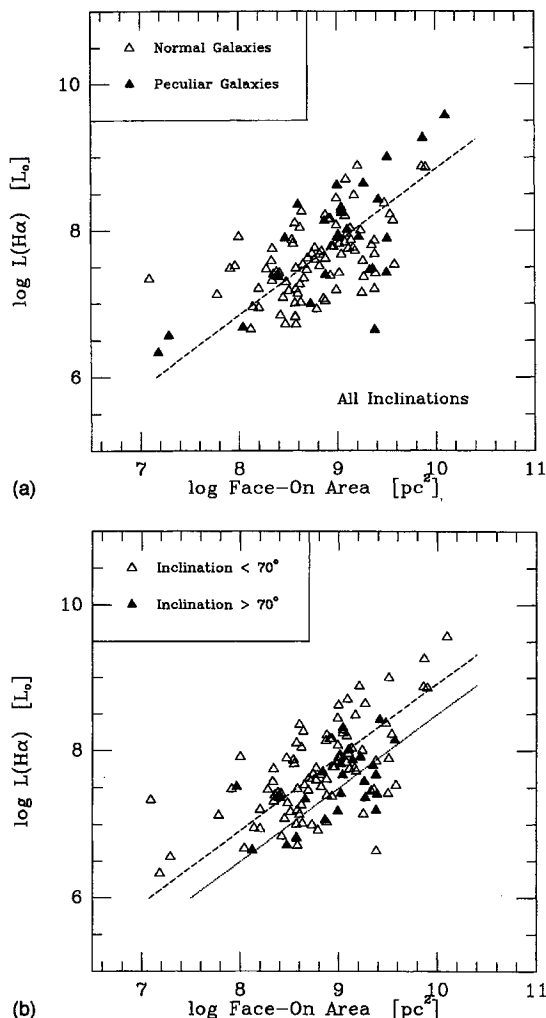 △ Normal Galaxies
▲ Peculiar Galaxies
10
8
6
log L(Hα) [L₀]
All Inclinations
7 8 9 10 11
(a)
log Face-On Area [pc²]
△ Inclination < 70°
▲ Inclination > 70°
10
8
6
log L(Hα) [L₀]
7 8 9 10 11
(b)
log Face-On Area [pc²]